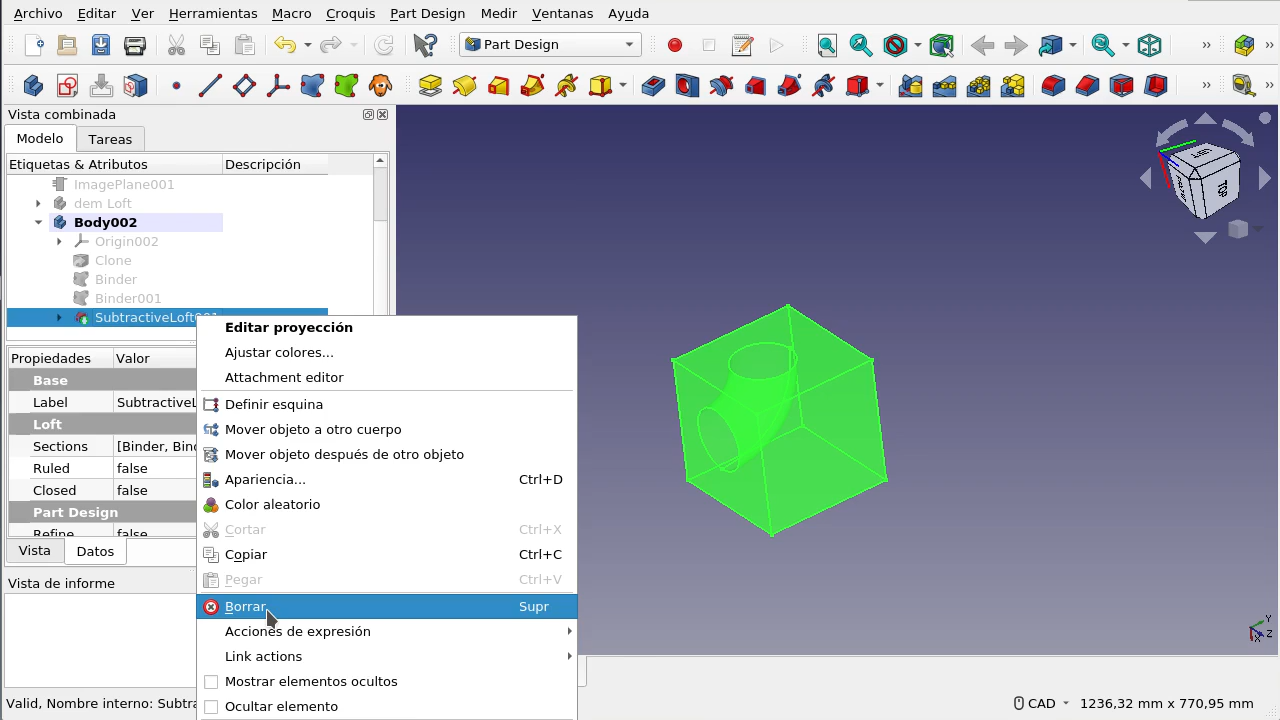 Archivo Editar Ver Herramientas Macro Croquis Part Design Medir Ventanas Ayuda
Part Design
Vista combinada
Modelo Tareas
Etiquetas & Atributos Descripción
ImagePlane001
dem Loft
Body002
Origin002
Clone
Binder
Binder001
SubtractiveLoft001
Propiedades Valor
Base
Label SubtractiveL
Loft
Sections [Binder, Bind
Ruled false
Closed false
Part Design
Refine false
Vista Datos
Vista de informe
Editar proyección
Ajustar colores...
Attachment editor
Definir esquina
Mover objeto a otro cuerpo
Mover objeto después de otro objeto
Apariencia... Ctrl+D
Color aleatorio
Cortar Ctrl+X
Copiar Ctrl+C
Pegar Ctrl+V
Borrar Supr
Acciones de expresión
Link actions
Mostrar elementos ocultos
Ocultar elemento
Y
X Z
Valid, Nombre interno: Subtra
CAD 1236,32 mm x 770,95 mm